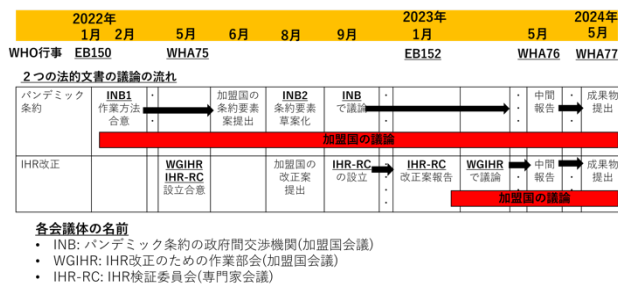 2022年 2023年 2024年
1月 2月 5月 6月 8月 9月 1月 5月 5月
WHO行事 EB150 WHA75 EB152 WHA76 WHA77
２つの法的文書の議論の流れ
パンデミック条約
INB1
作業方法
合意
加盟国の
条約要素
案提出
INB2
条約要素
草案化
INB
で議論
中間
報告
成果物
提出
加盟国の議論
IHR改正
WGIHR
IHR-RC
設立合意
加盟国の
改正案
提出
IHR-RC
の設立
IHR-RC
改正案報告
WGIHR
で議論
中間
報告
成果物
提出
加盟国の議論
各会議体の名前
• INB: パンデミック条約の政府間交渉機関(加盟国会議)
• WGIHR: IHR改正のための作業部会(加盟国会議)
• IHR-RC: IHR検証委員会(専門家会議)